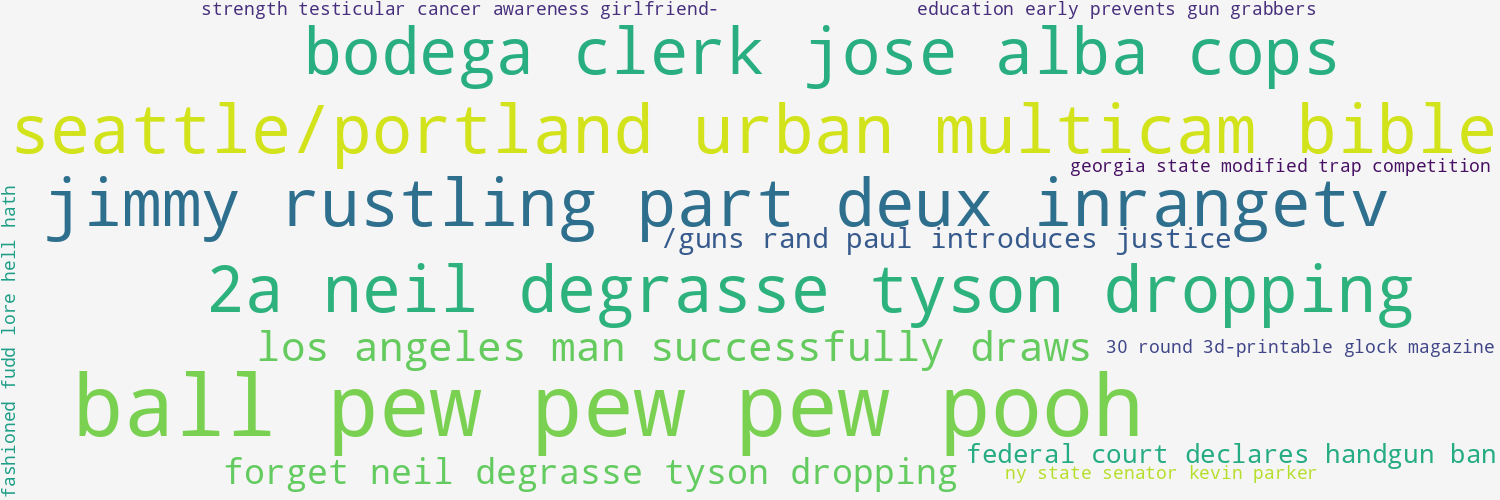 strength testicular cancer awareness girlfriend-
education early prevents gun grabbers
bodega clerk jose alba cops
seattle/portland urban multicam bible
georgia state modified trap competition
jimmy rustling part deux inrangetv
/guns rand paul introduces justice
2a neil degrasse tyson dropping
los angeles man successfully draws
30 round 3d-printable glock magazine
ball pew pew pew pooh
federal court declares handgun ban
forget neil degrasse tyson dropping
ny state senator kevin parker
fashioned fudd lore hell hath